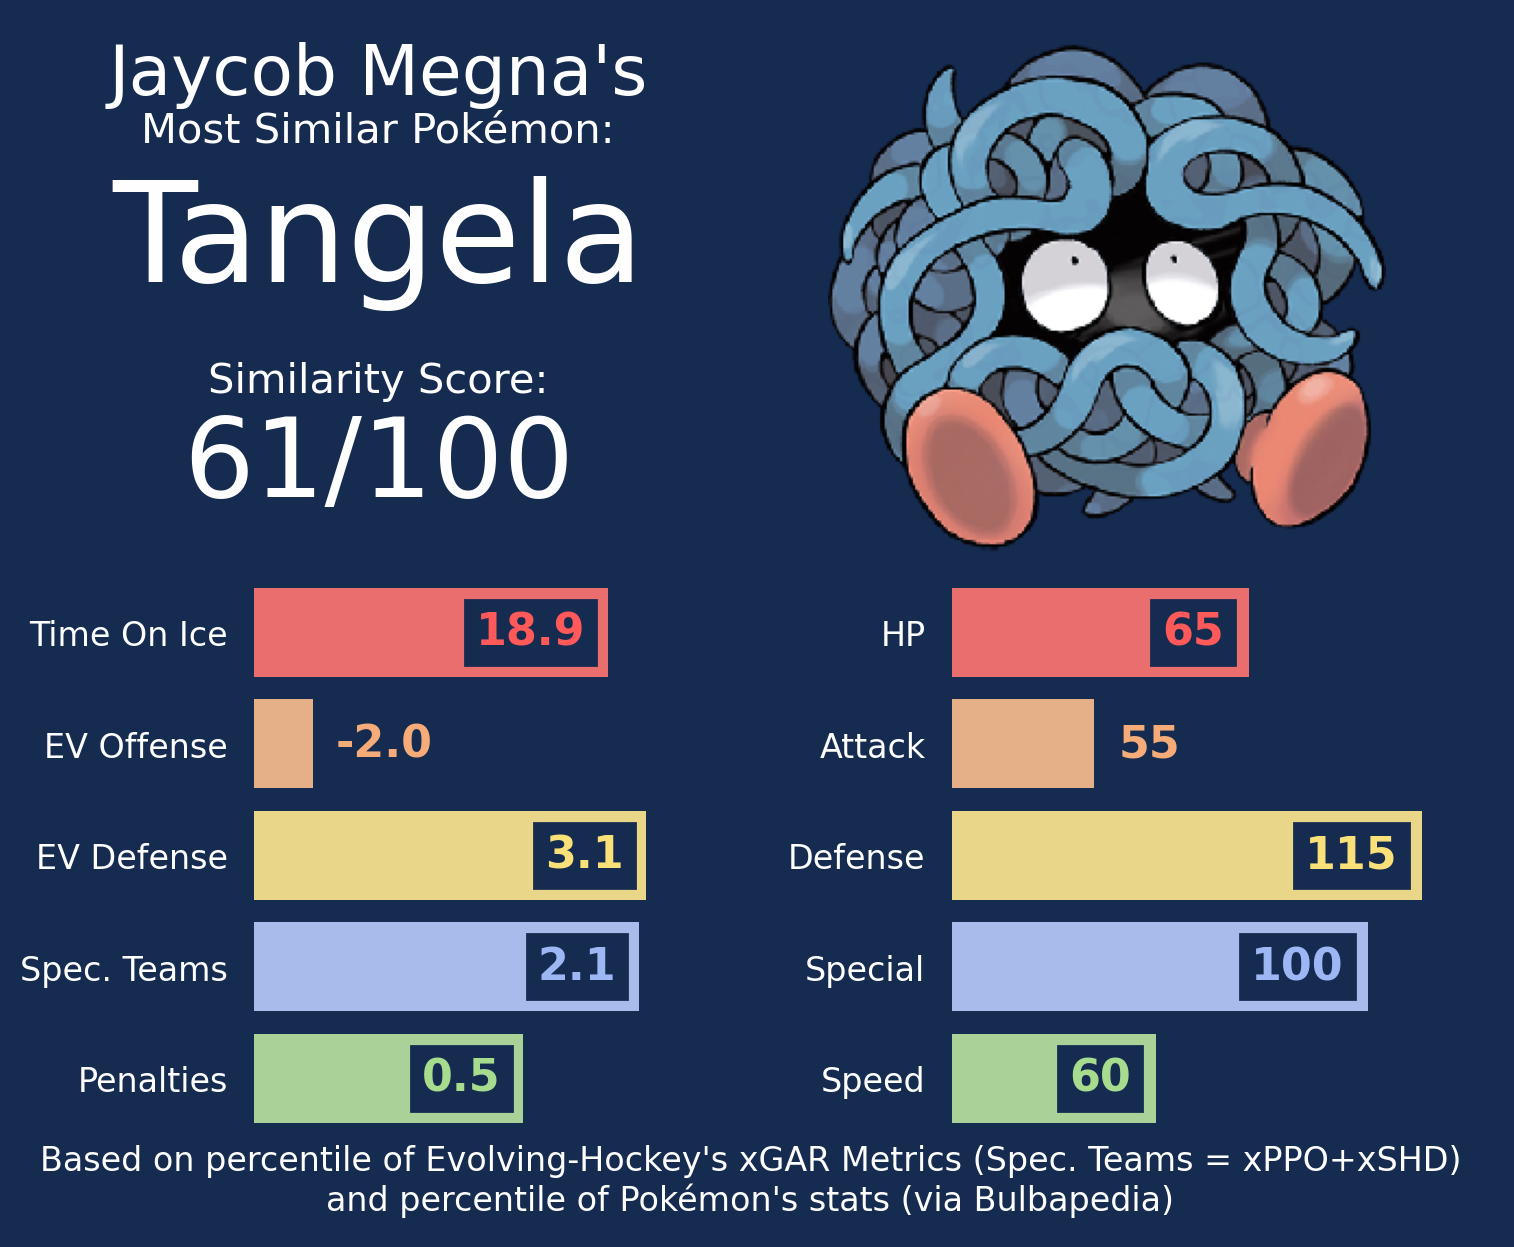 Jaycob Megna's
Most Similar Pokémon:
Tangela
Similarity Score:
61/100
Time On Ice 18.9
EV Offense -2.0
EV Defense 3.1
Spec. Teams 2.1
Penalties 0.5
HP 65
Attack 55
Defense 115
Special 100
Speed 60
Based on percentile of Evolving-Hockey's xGAR Metrics (Spec. Teams = xPPO+xSHD)
and percentile of Pokémon's stats (via Bulbapedia)